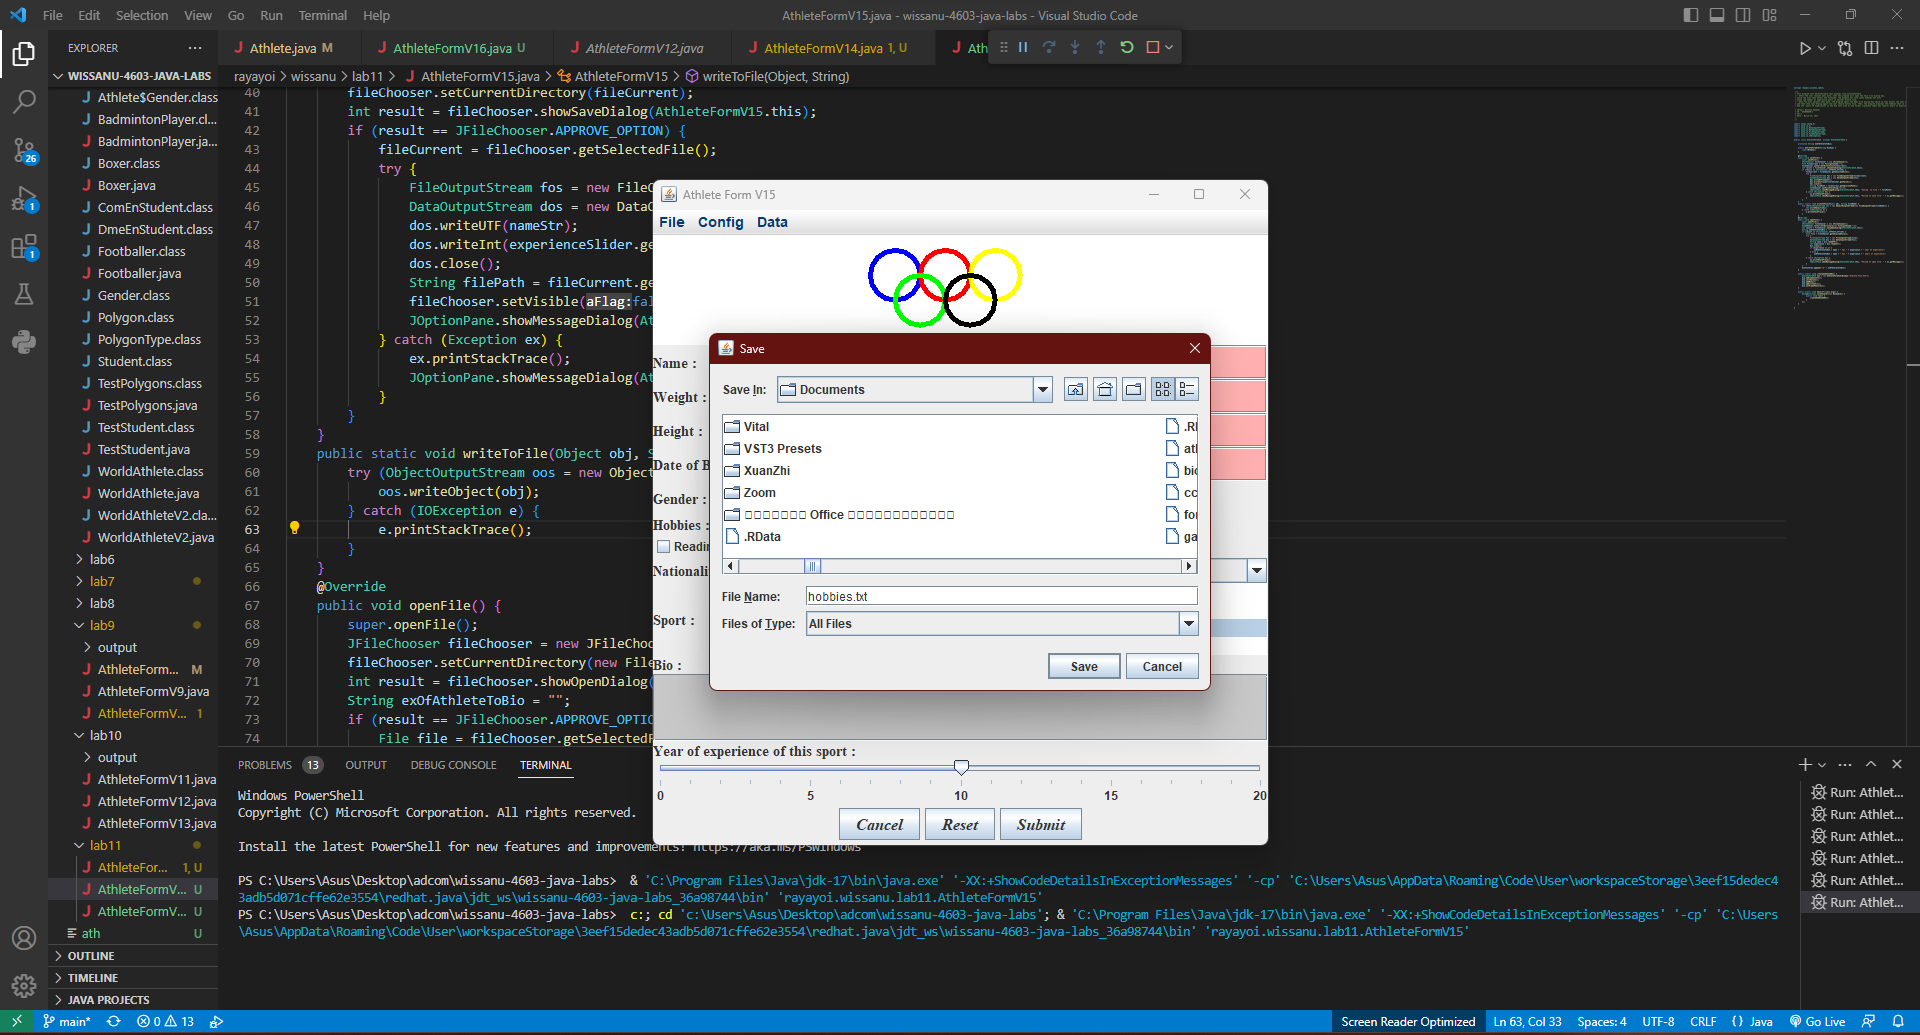 File Edit Selection View Go Run Terminal Help
AthleteFormV15.java - wissanu-4603-java-labs - Visual Studio Code
EXPLORER
Athlete.java M
AthleteFormV16.java U
AthleteFormV12.java
AthleteFormV14.java 1, U
Ath
WISSANU-4603-JAVA-LABS
rayayoi > wissanu > lab11 > AthleteFormV15.java > AthleteFormV15 > writeToFile(Object, String)
Athlete$Gender.class
BadmintonPlayer.cl...
BadmintonPlayer.ja...
Boxer.class
Boxer.java
ComEnStudent.class
DmeEnStudent.class
Footballer.class
Footballer.java
Gender.class
Polygon.class
PolygonType.class
Student.class
TestPolygons.class
TestPolygons.java
TestStudent.class
TestStudent.java
WorldAthlete.class
WorldAthlete.java
WorldAthleteV2.cla...
WorldAthleteV2.java
lab6
lab7
lab8
lab9
output
AthleteForm... M
AthleteFormV9.java
AthleteFormV... 1
lab10
output
AthleteFormV11.java
AthleteFormV12.java
AthleteFormV13.java
lab11
AthleteFor... 1, U
AthleteFormV... U
AthleteFormV... U
ath U
OUTLINE
TIMELINE
JAVA PROJECTS
26
1
1
40 fileChooser.setCurrentDirectory(fileCurrent);
41 int result = fileChooser.showSaveDialog(AthleteFormV15.this);
42 if (result == JFileChooser.APPROVE_OPTION) {
43 fileCurrent = fileChooser.getSelectedFile();
44 try {
45 FileOutputStream fos = new FileO
46 DataOutputStream dos = new DataO
47 dos.writeUTF(nameStr);
48 dos.writeInt(experienceSlider.ge
49 dos.close();
50 String filePath = fileCurrent.ge
51 fileChooser.setVisible(aFlag:fal
52 JOptionPane.showMessageDialog(At
53 } catch (Exception ex) {
54 ex.printStackTrace();
55 JOptionPane.showMessageDialog(At
56 }
57 }
58 }
59 public static void writeToFile(Object obj, S
60 try (ObjectOutputStream oos = new Object
61 oos.writeObject(obj);
62 } catch (IOException e) {
63 e.printStackTrace();
64 }
65 }
66 @Override
67 public void openFile() {
68 super.openFile();
69 JFileChooser fileChooser = new JFileChoo
70 fileChooser.setCurrentDirectory(new File
71 int result = fileChooser.showOpenDialog(
72 String exOfAthleteToBio = "";
73 if (result == JFileChooser.APPROVE_OPTIO
74 File file = fileChooser.getSelectedF
Athlete Form V15
File Config Data
Name :
Weight :
Height :
Date of B
Gender :
Hobbies :
Readin
Nationali
Sport :
Bio :
Year of experience of this sport :
0 5 10 15 20
Cancel Reset Submit
Save
Save In: Documents
Vital
VST3 Presets
XuanZhi
Zoom
□□□□□□□ Office □□□□□□□□□□□□
.RData
ath
bio
cc
for
ga
File Name: hobbies.txt
Files of Type: All Files
Save Cancel
PROBLEMS 13 OUTPUT DEBUG CONSOLE TERMINAL
Windows PowerShell
Copyright (C) Microsoft Corporation. All rights reserved.
Install the latest PowerShell for new features and improvements! https://aka.ms/PSWindows
PS C:\Users\Asus\Desktop\adcom\wissanu-4603-java-labs> & 'C:\Program Files\Java\jdk-17\bin\java.exe' '-XX:+ShowCodeDetailsInExceptionMessages' '-cp' 'C:\Users\Asus\AppData\Roaming\Code\User\workspaceStorage\3eef15dedec4
3adb5d071cffe62e3554\redhat.java\jdt_ws\wissanu-4603-java-labs_36a98744\bin' 'rayayoi.wissanu.lab11.AthleteFormV15'
PS C:\Users\Asus\Desktop\adcom\wissanu-4603-java-labs> c:; cd 'c:\Users\Asus\Desktop\adcom\wissanu-4603-java-labs'; & 'C:\Program Files\Java\jdk-17\bin\java.exe' '-XX:+ShowCodeDetailsInExceptionMessages' '-cp' 'C:\Users
\Asus\AppData\Roaming\Code\User\workspaceStorage\3eef15dedec43adb5d071cffe62e3554\redhat.java\jdt_ws\wissanu-4603-java-labs_36a98744\bin' 'rayayoi.wissanu.lab11.AthleteFormV15'
Run: Athlet...
Run: Athlet...
Run: Athlet...
Run: Athlet...
Run: Athlet...
Run: Athlet...
main* 0 13
Screen Reader Optimized Ln 63, Col 33 Spaces: 4 UTF-8 CRLF {} Java Go Live